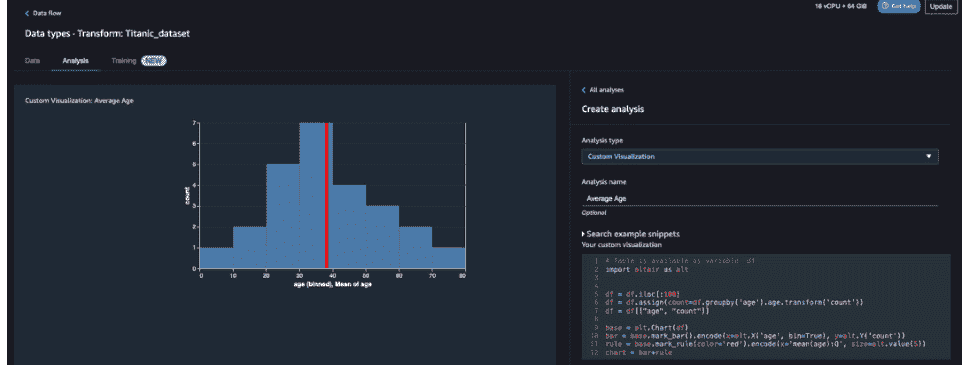 Data flow
16 vCPU + 64 GiB
Get help
Update
Data types - Transform: Titanic_dataset
Data
Analysis
Training
NEW
Custom Visualization: Average Age
7
6
5
4
3
2
1
0
count
0 10 20 30 40 50 60 70 80
age (binned), Mean of age
All analyses
Create analysis
Analysis type
Custom Visualization
Analysis name
Average Age
Optional
Search example snippets
Your custom visualization
1 # Table is available as variable `df`
2 import altair as alt
3
4
5 df = df.iloc[:100]
6 df = df.assign(count=df.groupby('age').age.transform('count'))
7 df = df[["age", "count"]]
8
9 base = alt.Chart(df)
10 bar = base.mark_bar().encode(x=alt.X('age', bin=True), y=alt.Y('count'))
11 rule = base.mark_rule(color='red').encode(x='mean(age):Q', size=alt.value(5))
12 chart = bar+rule